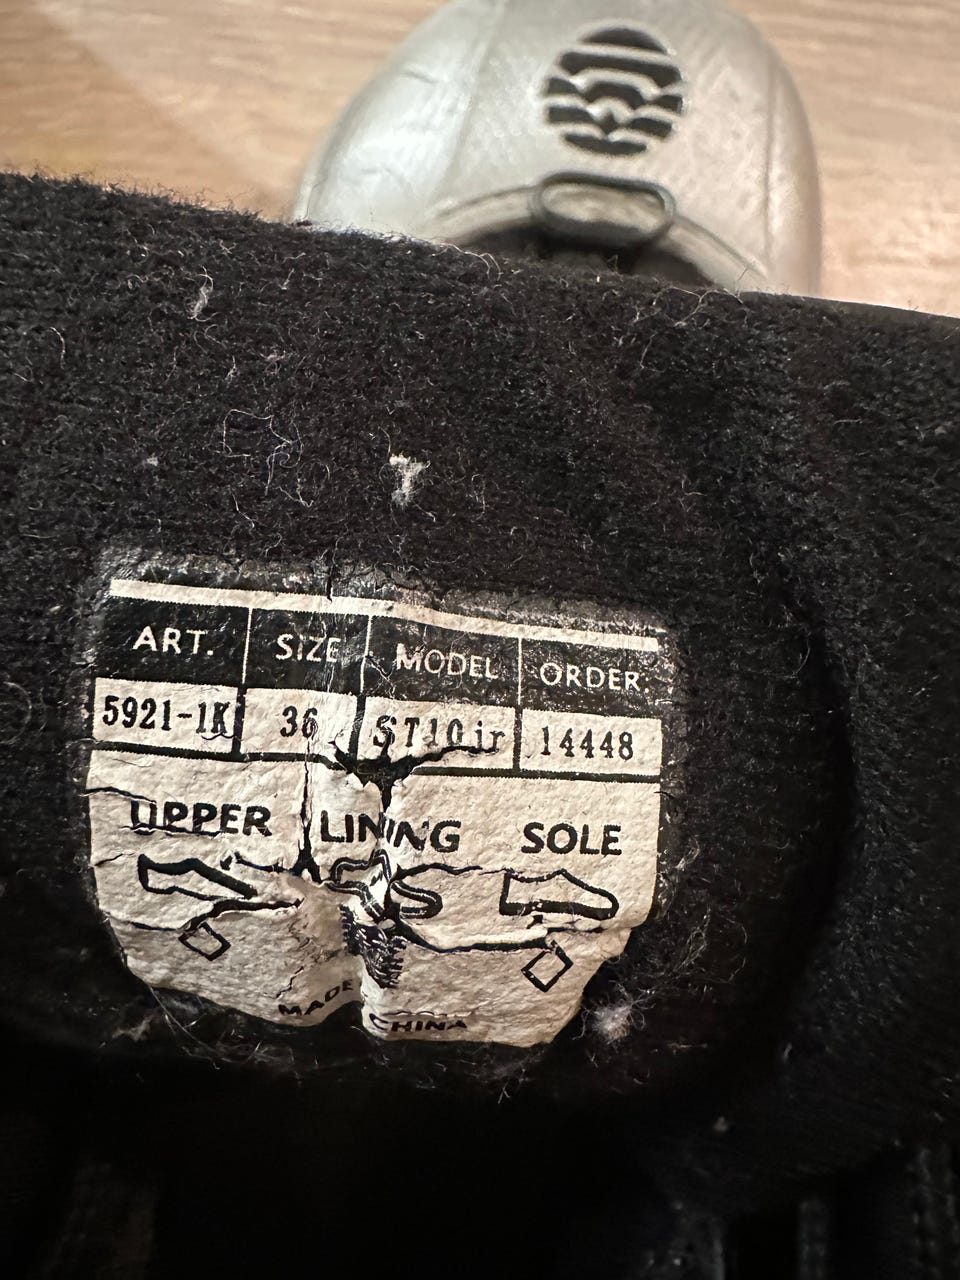 ART. SIZE MODEL ORDER.
5921-1K 36 ST10jr 14448
UPPER LINING SOLE
MADE
CHINA